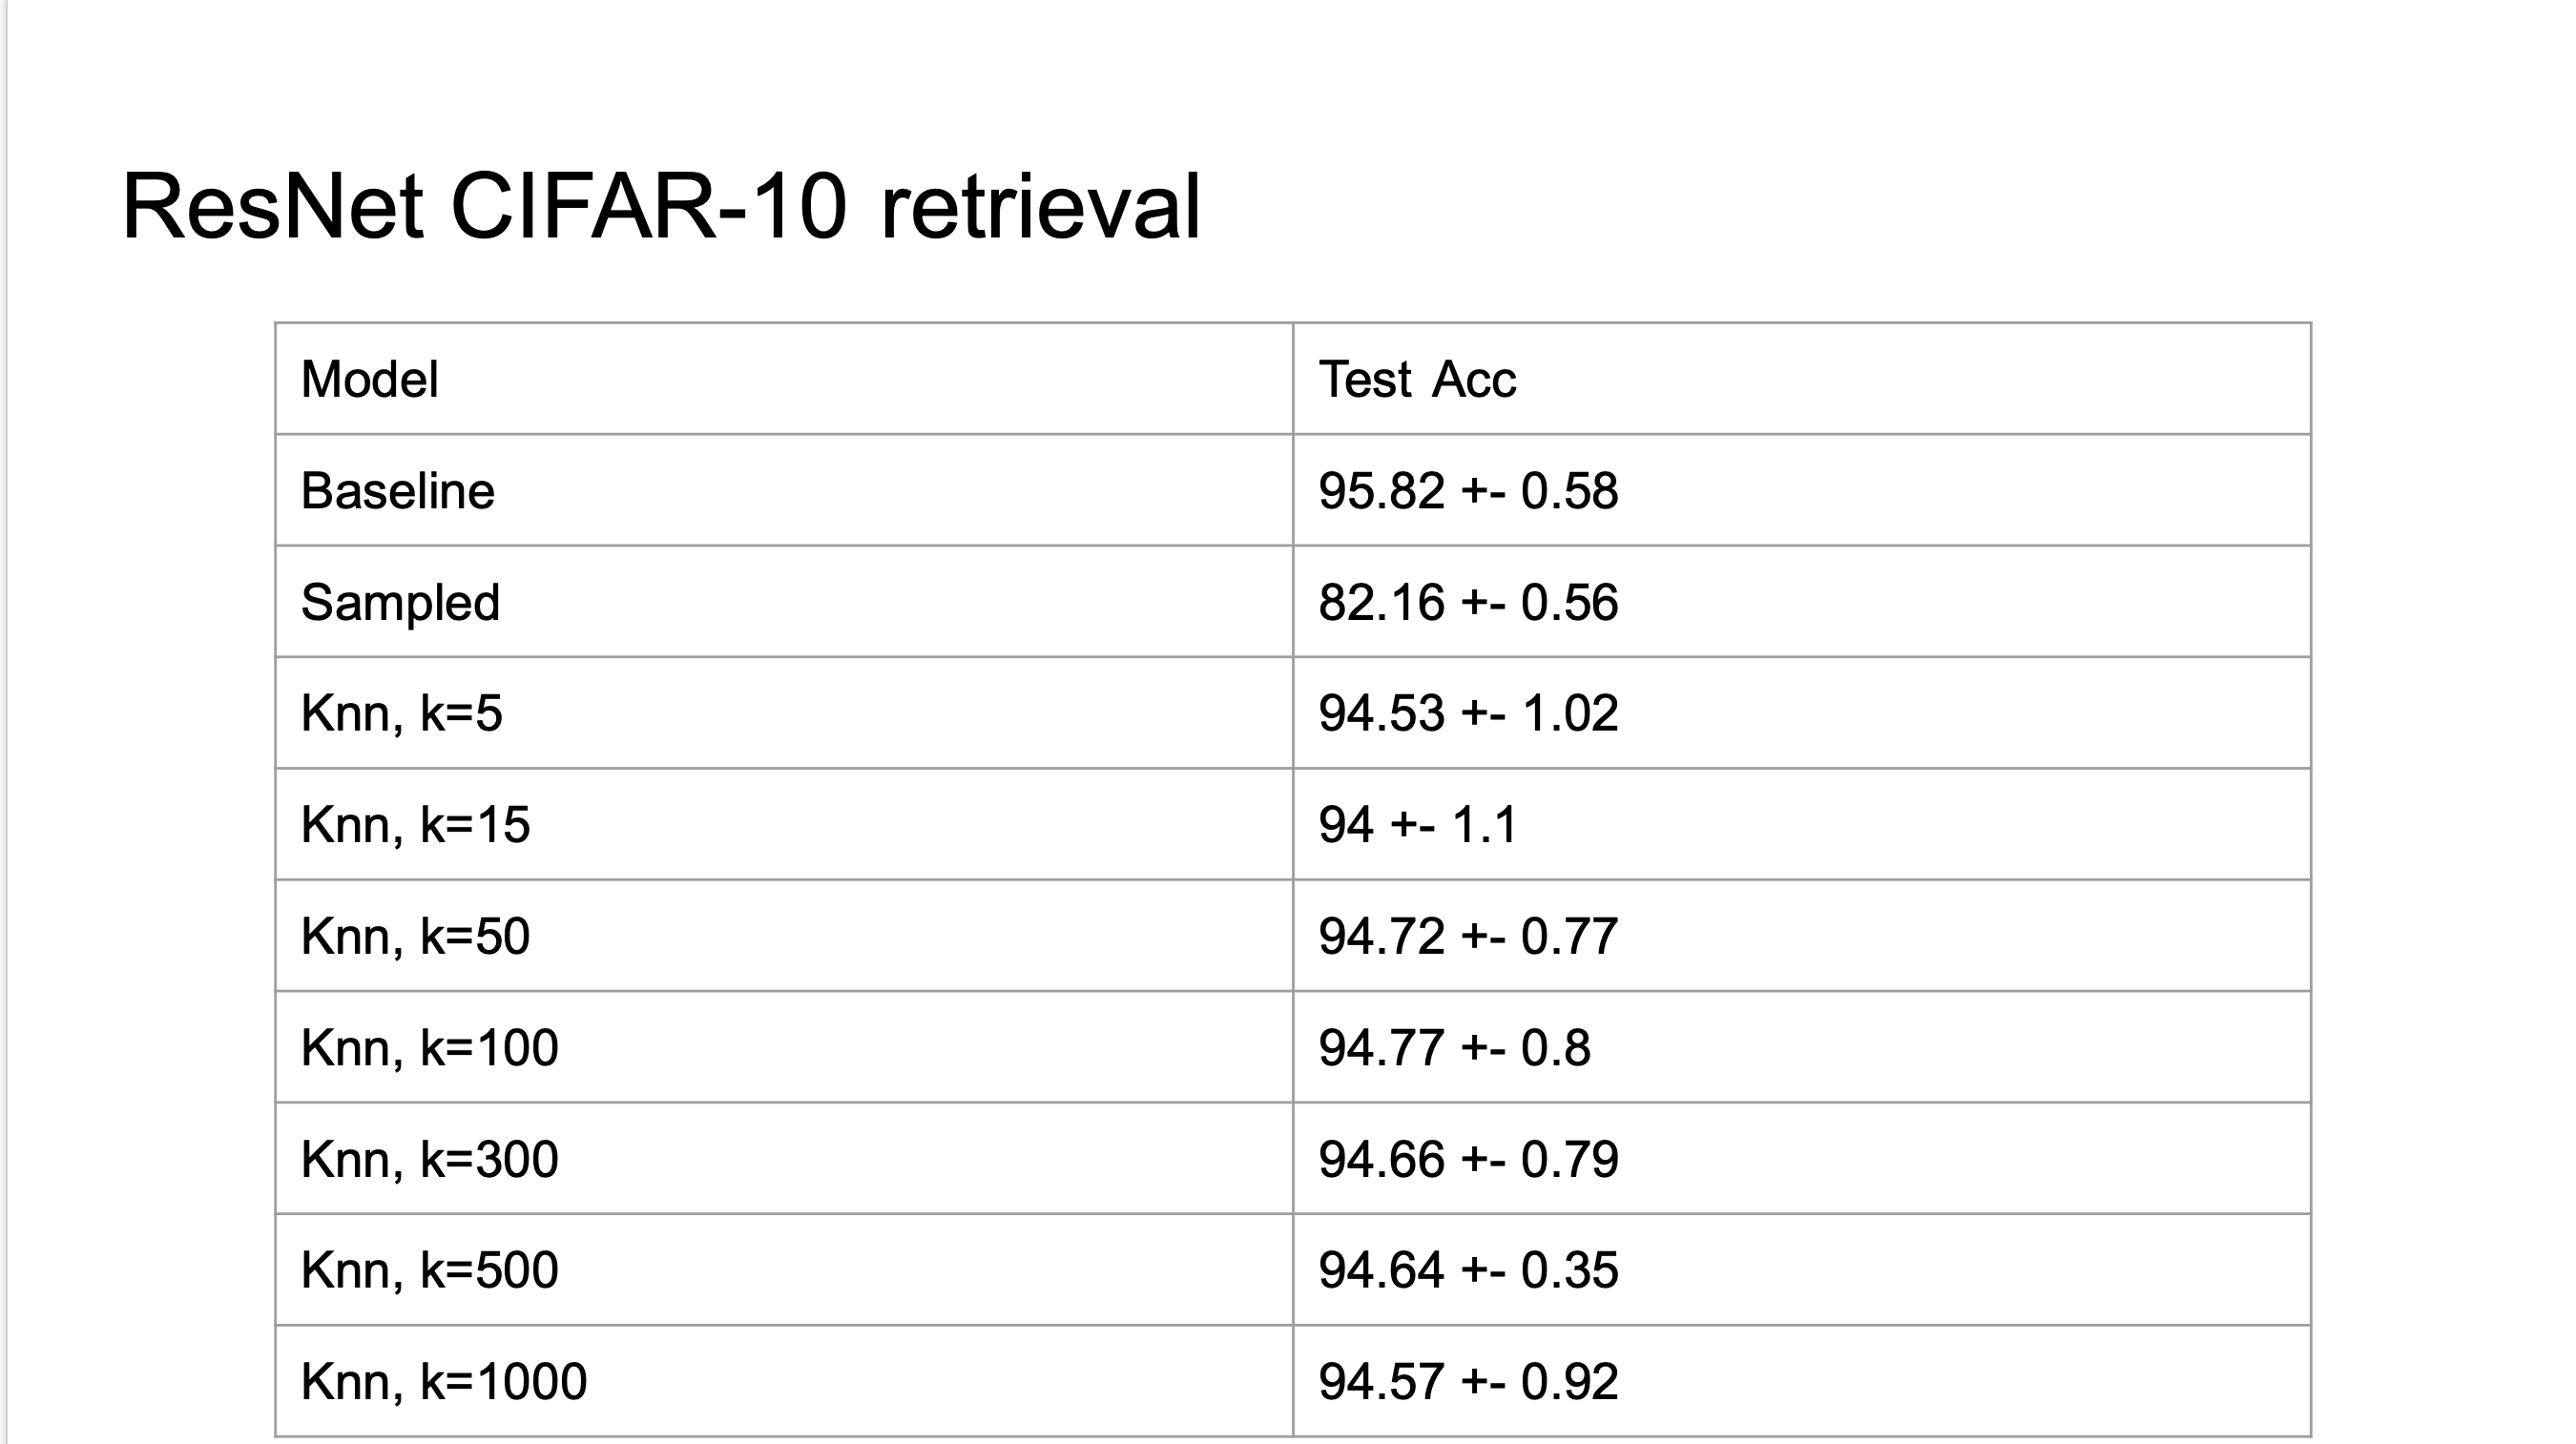 ResNet CIFAR-10 retrieval
Model Test Acc
Baseline 95.82 +- 0.58
Sampled 82.16 +- 0.56
Knn, k=5 94.53 +- 1.02
Knn, k=15 94 +- 1.1
Knn, k=50 94.72 +- 0.77
Knn, k=100 94.77 +- 0.8
Knn, k=300 94.66 +- 0.79
Knn, k=500 94.64 +- 0.35
Knn, k=1000 94.57 +- 0.92